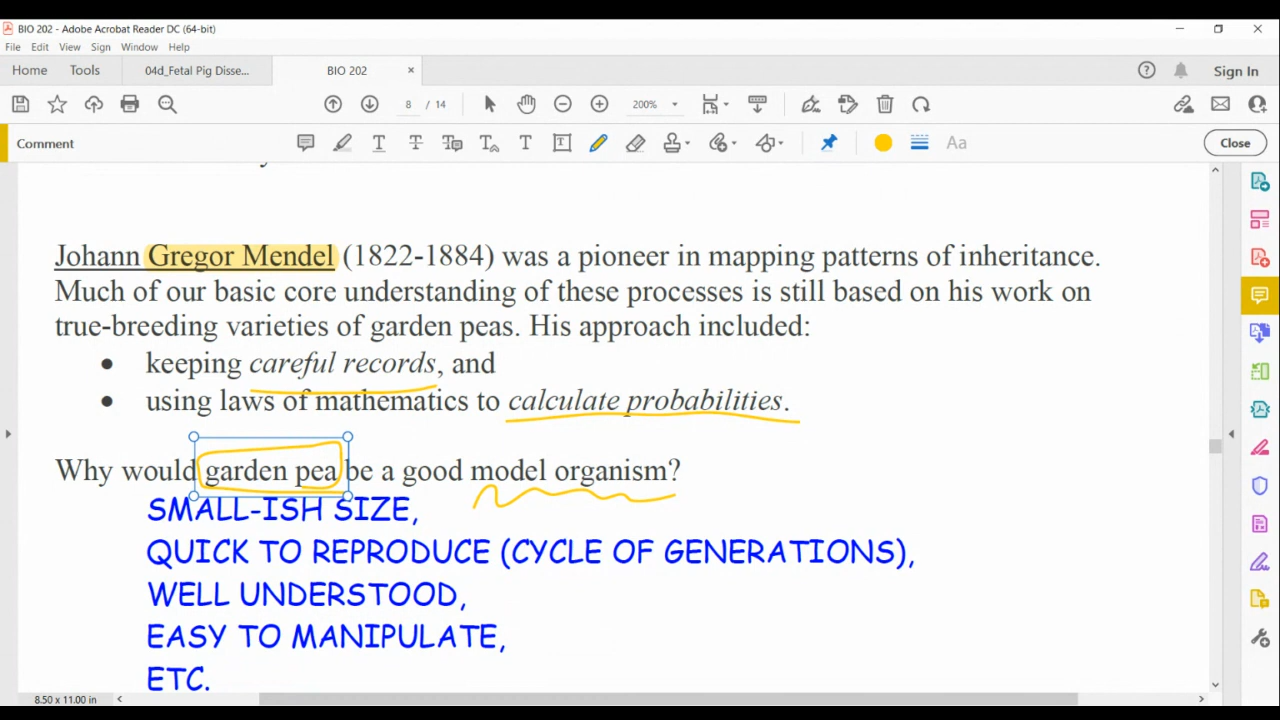 BIO 202 - Adobe Acrobat Reader DC (64-bit)
File Edit View Sign Window Help
Home Tools 04d_Fetal Pig Disse... BIO 202 × Sign In
8 / 14 200%
Comment Close
Johann Gregor Mendel (1822-1884) was a pioneer in mapping patterns of inheritance.
Much of our basic core understanding of these processes is still based on his work on
true-breeding varieties of garden peas. His approach included:
• keeping careful records, and
• using laws of mathematics to calculate probabilities.
Why would garden pea be a good model organism?
SMALL-ISH SIZE,
QUICK TO REPRODUCE (CYCLE OF GENERATIONS),
WELL UNDERSTOOD,
EASY TO MANIPULATE,
ETC.
8.50 x 11.00 in